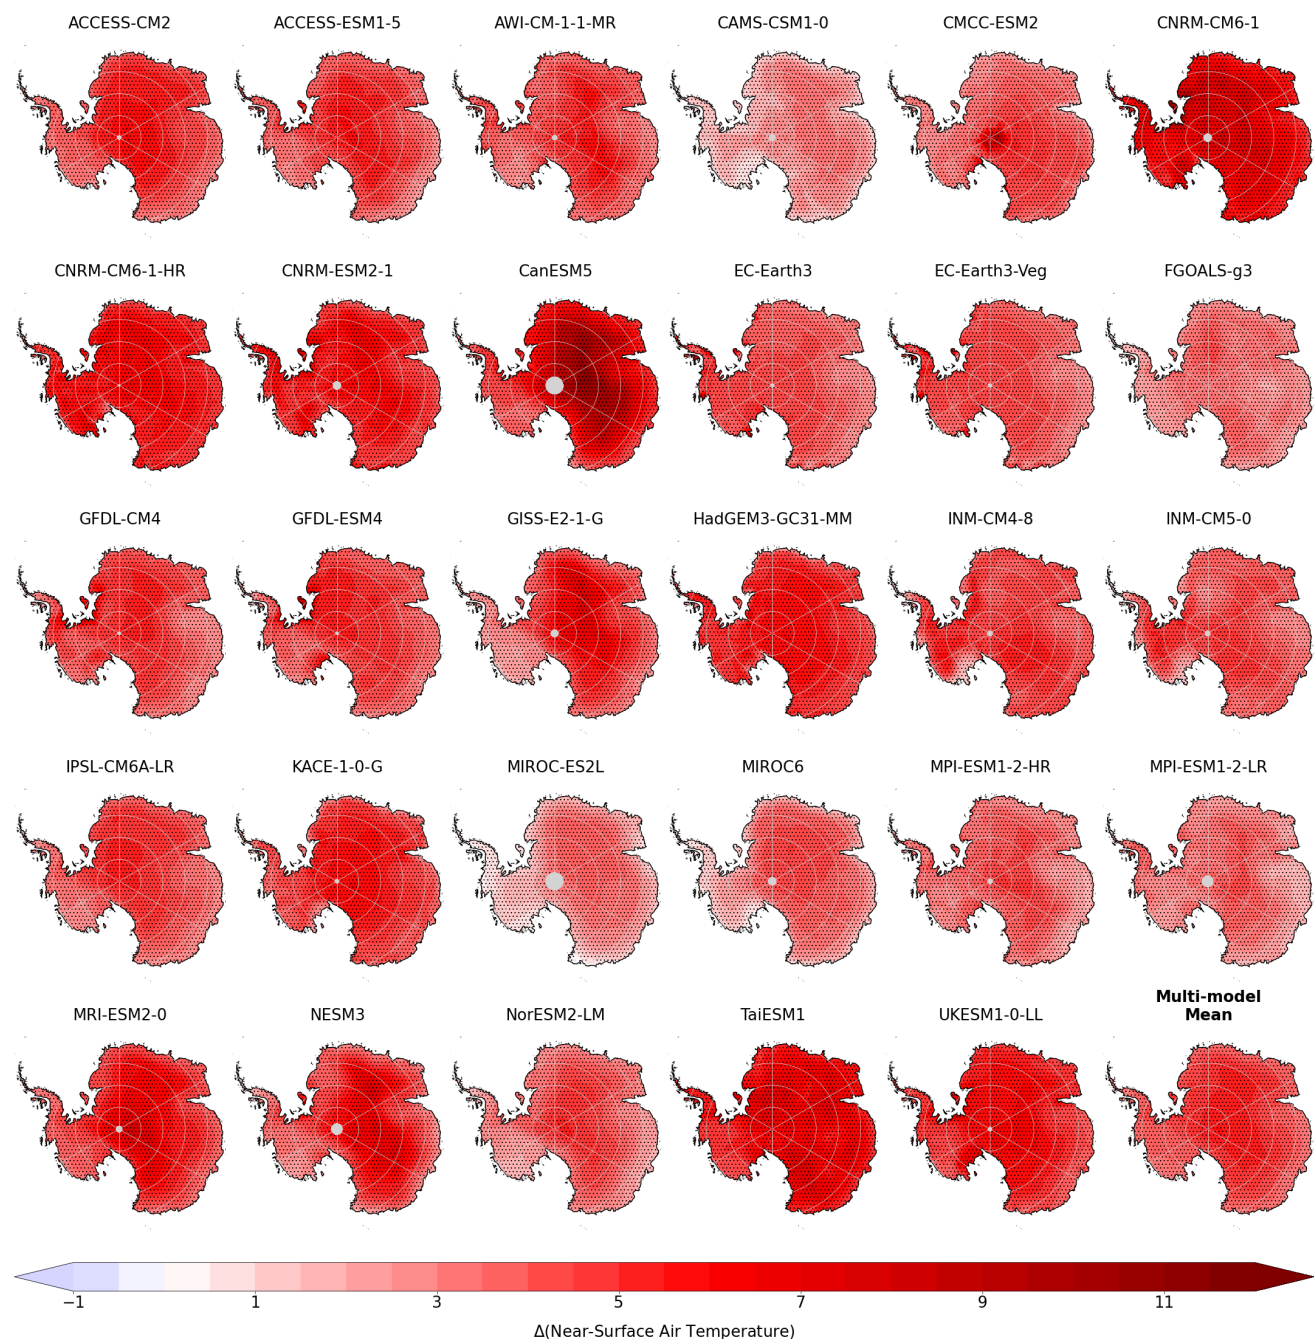 ACCESS-CM2
ACCESS-ESM1-5
AWI-CM-1-1-MR
CAMS-CSM1-0
CMCC-ESM2
CNRM-CM6-1
CNRM-CM6-1-HR
CNRM-ESM2-1
CanESM5
EC-Earth3
EC-Earth3-Veg
FGOALS-g3
GFDL-CM4
GFDL-ESM4
GISS-E2-1-G
HadGEM3-GC31-MM
INM-CM4-8
INM-CM5-0
IPSL-CM6A-LR
KACE-1-0-G
MIROC-ES2L
MIROC6
MPI-ESM1-2-HR
MPI-ESM1-2-LR
MRI-ESM2-0
NESM3
NorESM2-LM
TaiESM1
UKESM1-0-LL
Multi-model
Mean
−1 1 3 5 7 9 11
Δ(Near-Surface Air Temperature)